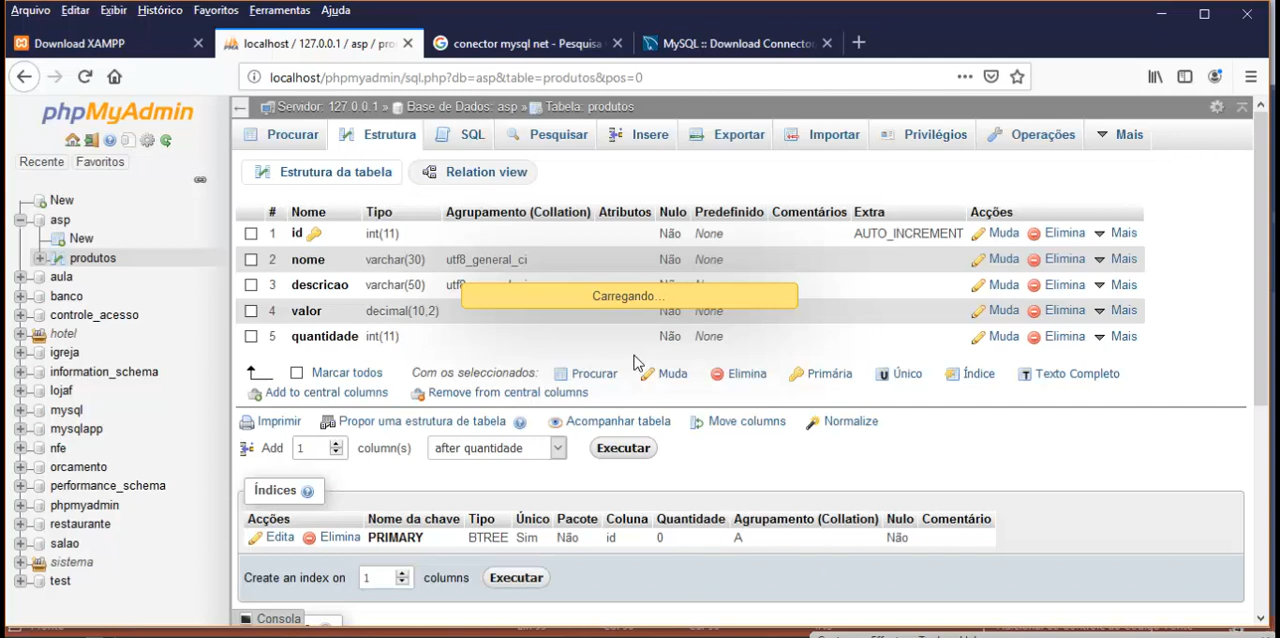 Arquivo Editar Exibir Histórico Favoritos Ferramentas Ajuda
Download XAMPP localhost / 127.0.0.1 / asp / pro conector mysql net - Pesquisa MySQL :: Download Connector
localhost/phpmyadmin/sql.php?db=asp&table=produtos&pos=0
phpMyAdmin
Recente Favoritos
New
asp
New
produtos
aula
banco
controle_acesso
hotel
igreja
information_schema
lojaf
mysql
mysqlapp
nfe
orcamento
performance_schema
phpmyadmin
restaurante
salao
sistema
test
Servidor: 127.0.0.1 » Base de Dados: asp » Tabela: produtos
Procurar Estrutura SQL Pesquisar Insere Exportar Importar Privilégios Operações Mais
Estrutura da tabela Relation view
# Nome Tipo Agrupamento (Collation) Atributos Nulo Predefinido Comentários Extra Acções
1 id int(11) Não None AUTO_INCREMENT Muda Elimina Mais
2 nome varchar(30) utf8_general_ci Não None Muda Elimina Mais
3 descricao varchar(50) Não None Muda Elimina Mais
Carregando...
4 valor decimal(10,2) Não None Muda Elimina Mais
5 quantidade int(11) Não None Muda Elimina Mais
Marcar todos Com os seleccionados: Procurar Muda Elimina Primária Único Índice Texto Completo
Add to central columns Remove from central columns
Imprimir Propor uma estrutura de tabela Acompanhar tabela Move columns Normalize
Add 1 column(s) after quantidade Executar
Índices
Acções Nome da chave Tipo Único Pacote Coluna Quantidade Agrupamento (Collation) Nulo Comentário
Edita Elimina PRIMARY BTREE Sim Não id 0 A Não
Create an index on 1 columns Executar
Consola